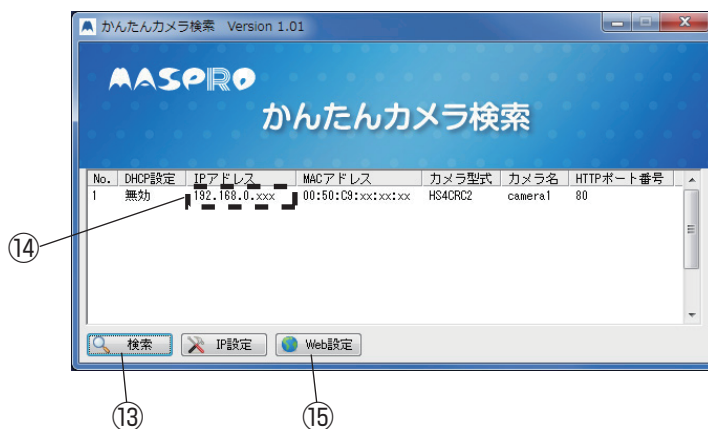 かんたんカメラ検索 Version 1.01
MASPRO
かんたんカメラ検索
No. DHCP設定 IPアドレス MACアドレス カメラ型式 カメラ名 HTTPポート番号
1 無効 192.168.0.xxx 00:50:C9:xx:xx:xx HS4CRC2 camera1 80
⑭
検索 IP設定 Web設定
⑬ ⑮